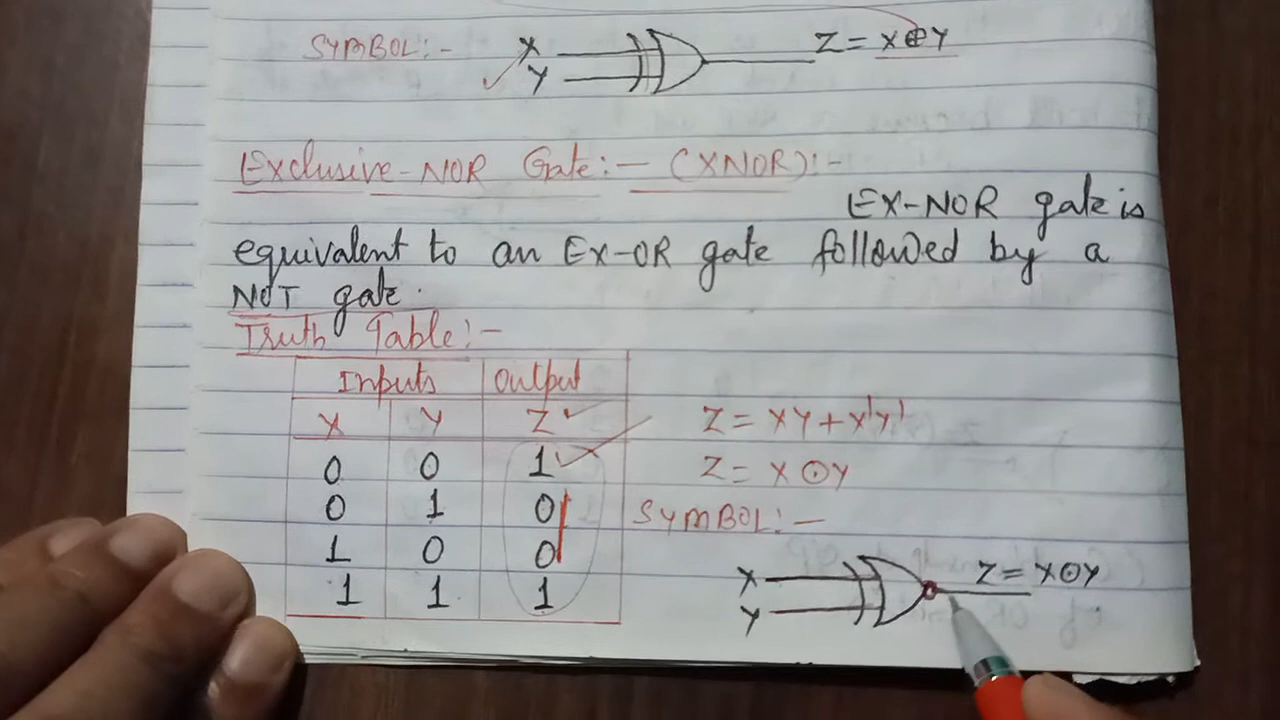 SYMBOL:- X Z = X⊕Y
Y
Exclusive-NOR Gate:- (XNOR):-
EX-NOR gate is
equivalent to an EX-OR gate followed by a
NOT gate.
Truth Table:-
Inputs Output
X Y Z
0 0 1
0 1 0
1 0 0
1 1 1
Z = XY + X'Y'
Z = X⊙Y
SYMBOL:-
X Z = X⊙Y
Y